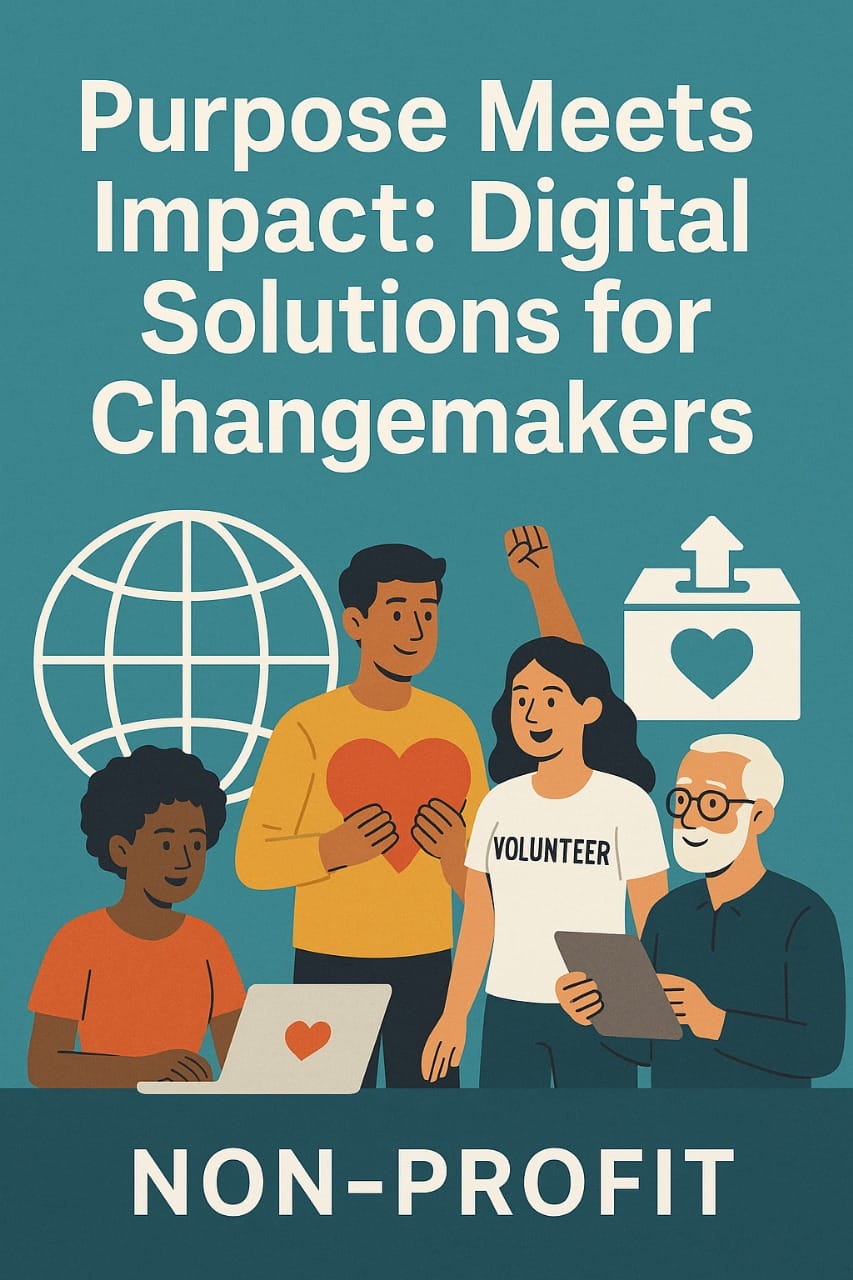 Purpose Meets
Impact: Digital
Solutions for
Changemakers
VOLUNTEER
NON-PROFIT